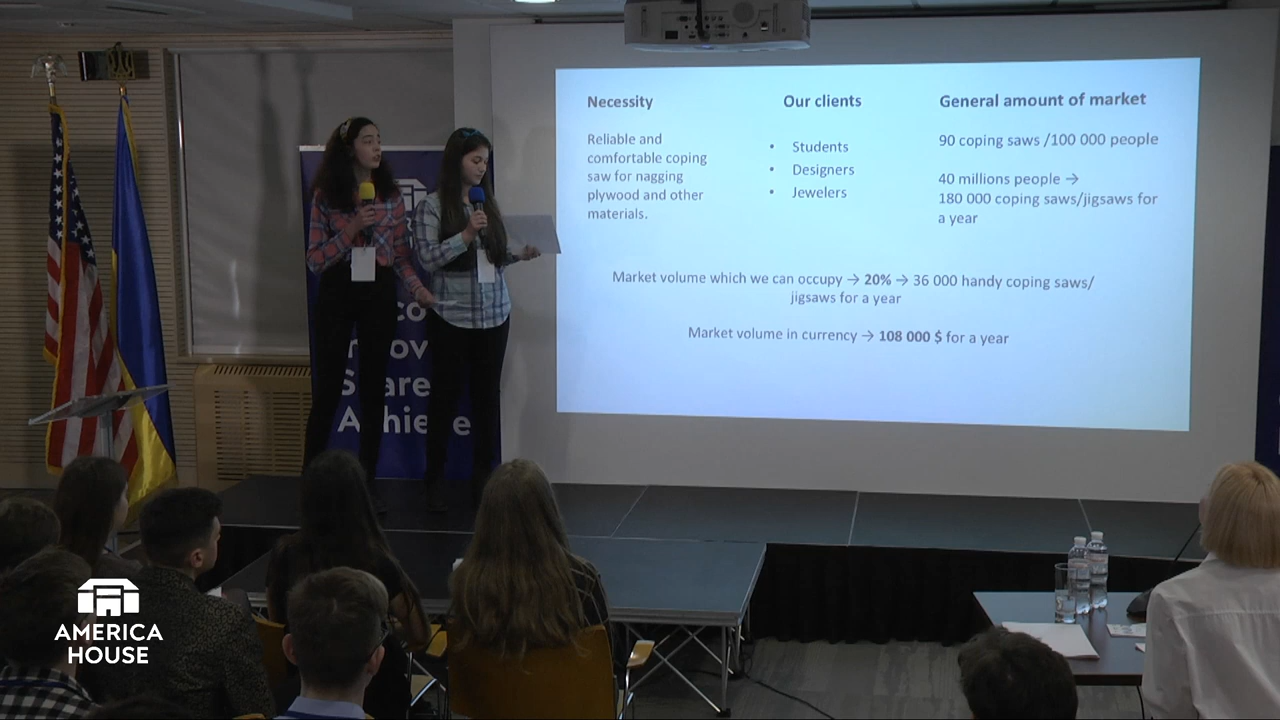 Necessity
Reliable and
comfortable coping
saw for nagging
plywood and other
materials.
Our clients
• Students
• Designers
• Jewelers
General amount of market
90 coping saws /100 000 people
40 millions people →
180 000 coping saws/jigsaws for
a year
Market volume which we can occupy → 20% → 36 000 handy coping saws/
jigsaws for a year
Market volume in currency → 108 000 $ for a year
Share
AMERICA
HOUSE